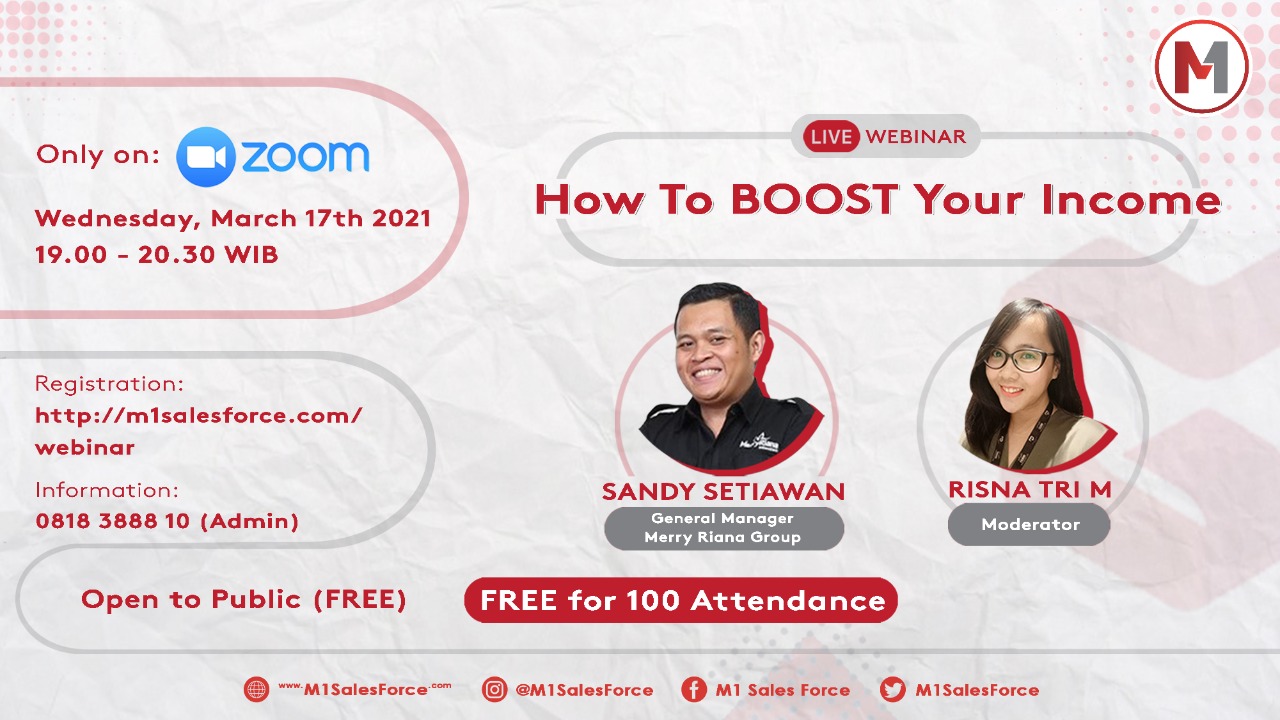 M1
Only on: zoom
Wednesday, March 17th 2021
19.00 - 20.30 WIB
LIVE WEBINAR
How To BOOST Your Income
Registration:
http://m1salesforce.com/
webinar
Information:
0818 3888 10 (Admin)
SANDY SETIAWAN
General Manager
Merry Riana Group
RISNA TRI M
Moderator
Open to Public (FREE)
FREE for 100 Attendance
www.M1SalesForce.com
@M1SalesForce
M1 Sales Force
M1SalesForce